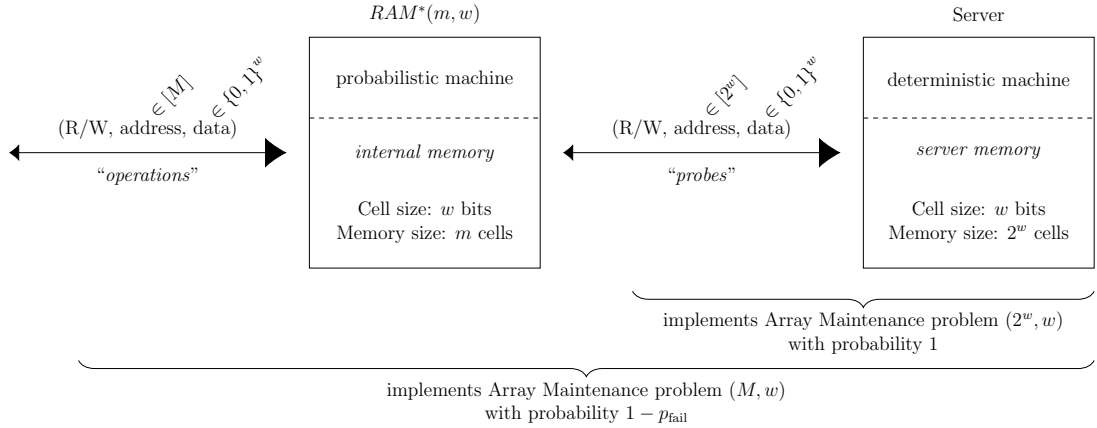 RAM*(m, w)
Server
probabilistic machine
deterministic machine
∈ [M]
∈ {0, 1}^w
(R/W, address, data)
"operations"
internal memory
∈ [2^w]
∈ {0, 1}^w
(R/W, address, data)
"probes"
server memory
Cell size: w bits
Memory size: m cells
Cell size: w bits
Memory size: 2^w cells
implements Array Maintenance problem (2^w, w)
with probability 1
implements Array Maintenance problem (M, w)
with probability 1 − p_fail